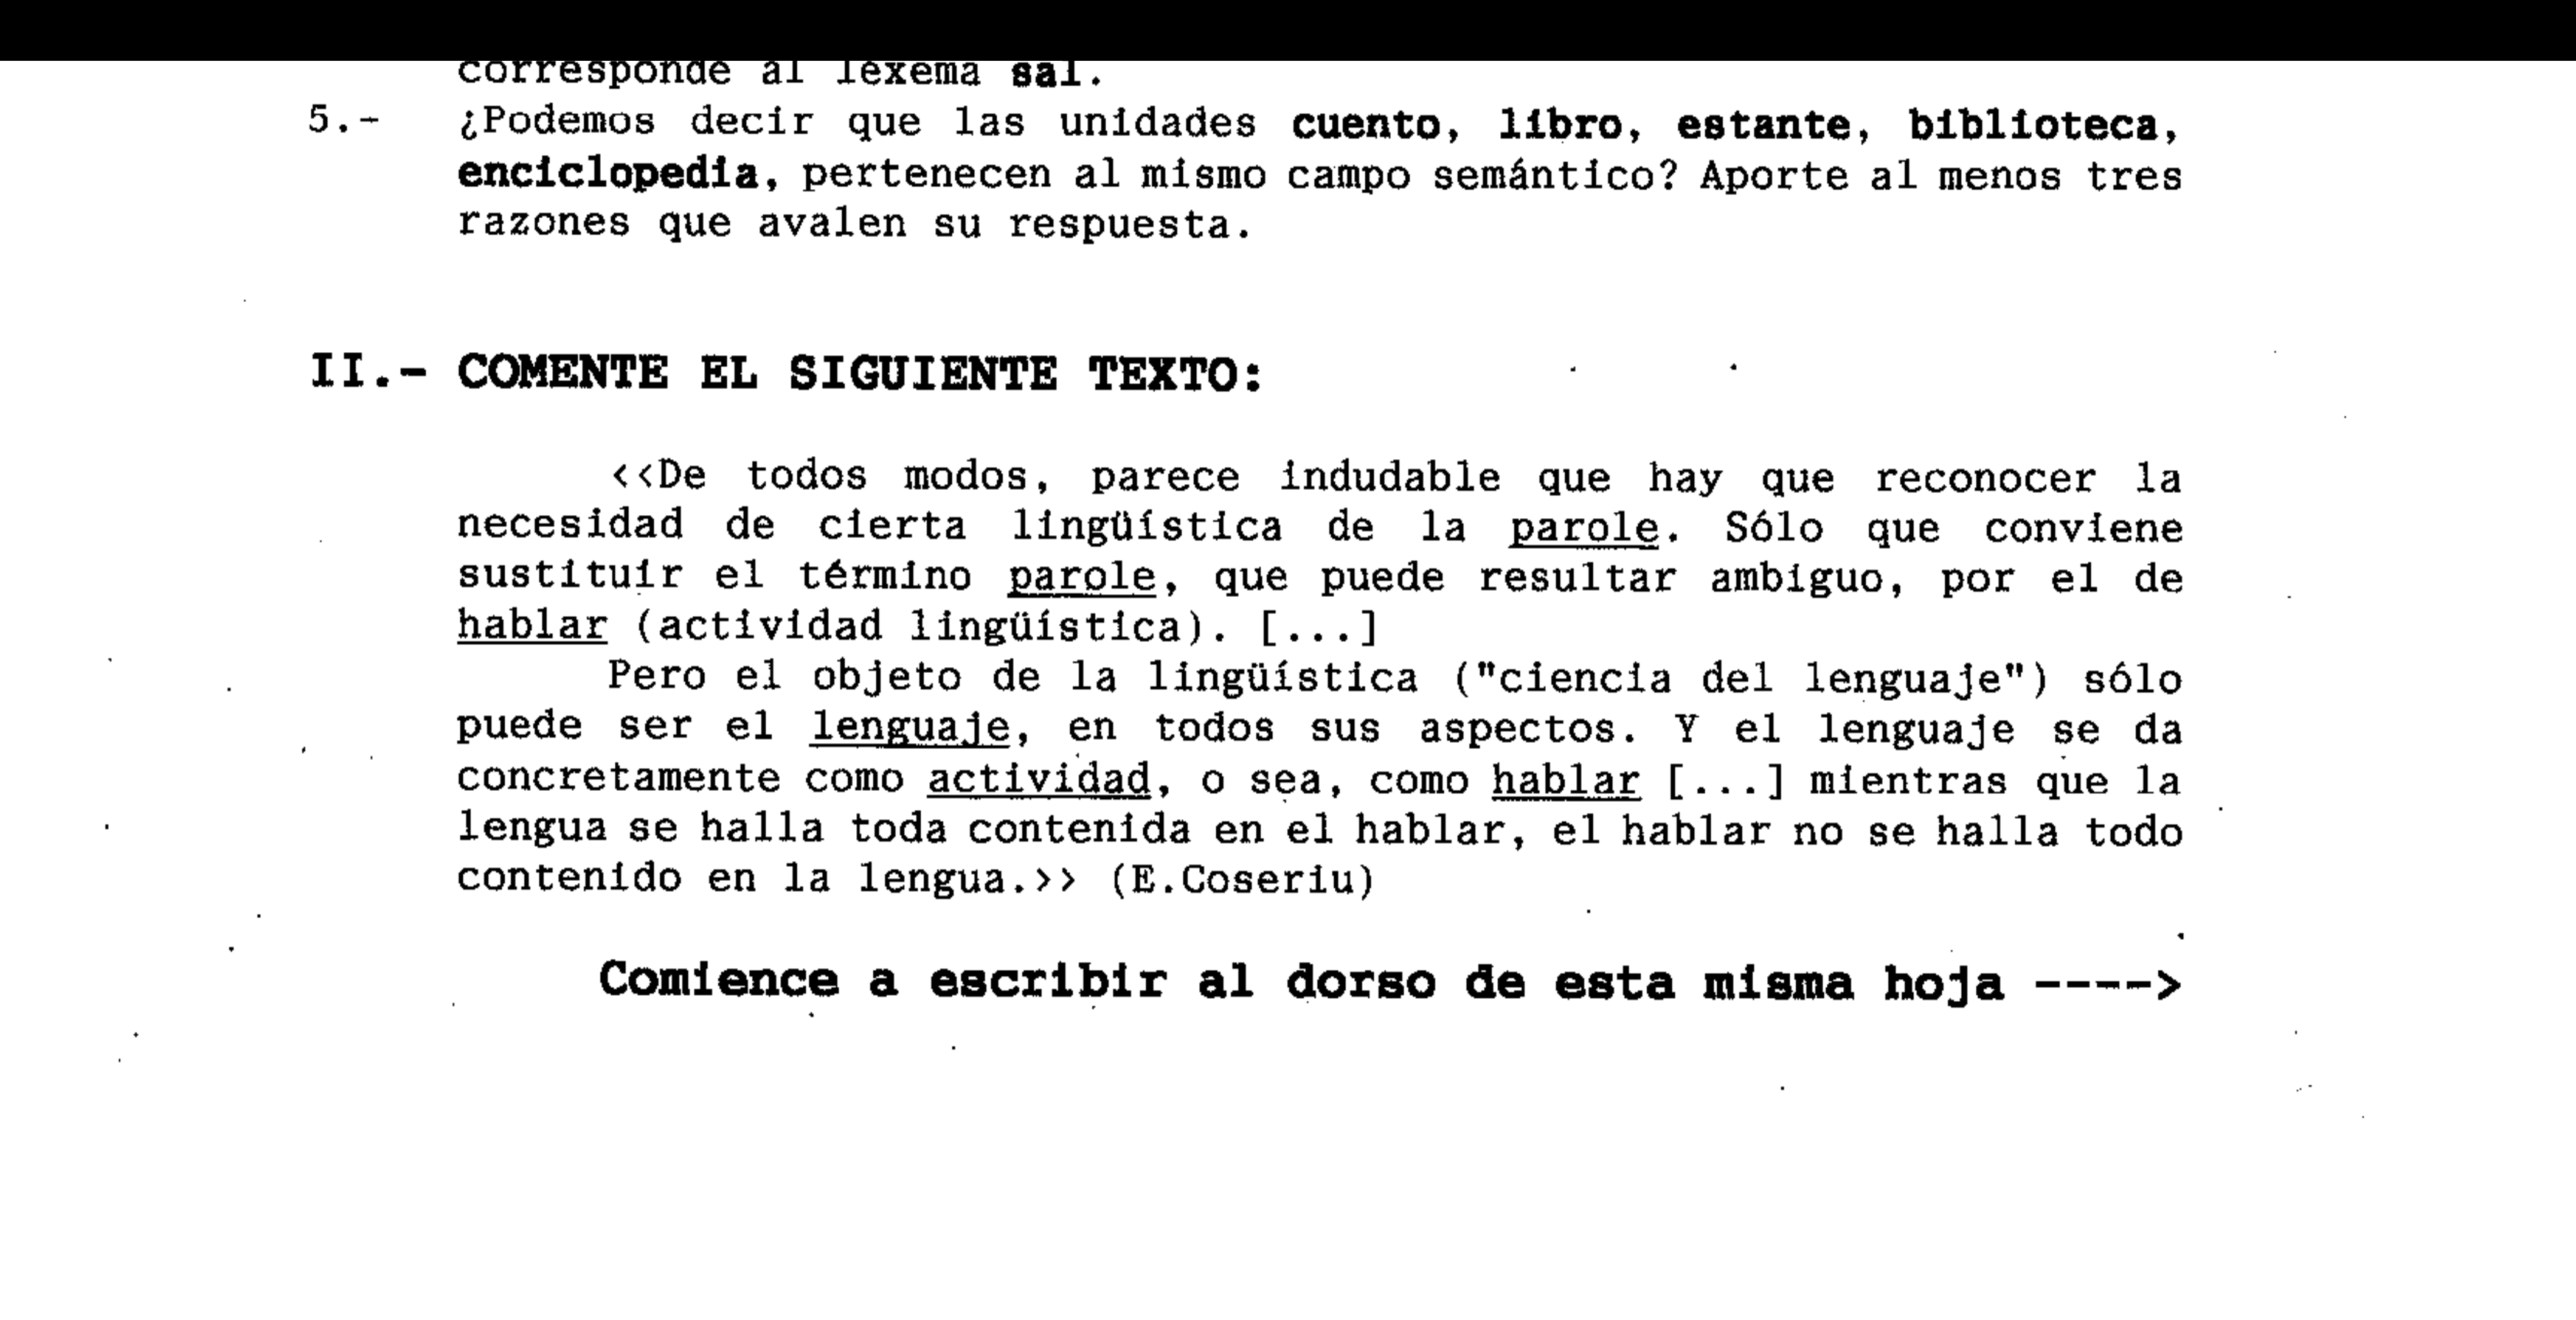 corresponde al lexema sal.
5.- ¿Podemos decir que las unidades cuento, libro, estante, biblioteca,
enciclopedia, pertenecen al mismo campo semántico? Aporte al menos tres
razones que avalen su respuesta.
II.- COMENTE EL SIGUIENTE TEXTO:
<<De todos modos, parece indudable que hay que reconocer la
necesidad de cierta lingüística de la parole. Sólo que conviene
sustituir el término parole, que puede resultar ambiguo, por el de
hablar (actividad lingüística). [...]
Pero el objeto de la lingüística ("ciencia del lenguaje") sólo
puede ser el lenguaje, en todos sus aspectos. Y el lenguaje se da
concretamente como actividad, o sea, como hablar [...] mientras que la
lengua se halla toda contenida en el hablar, el hablar no se halla todo
contenido en la lengua.>> (E.Coseriu)
Comience a escribir al dorso de esta misma hoja ---->